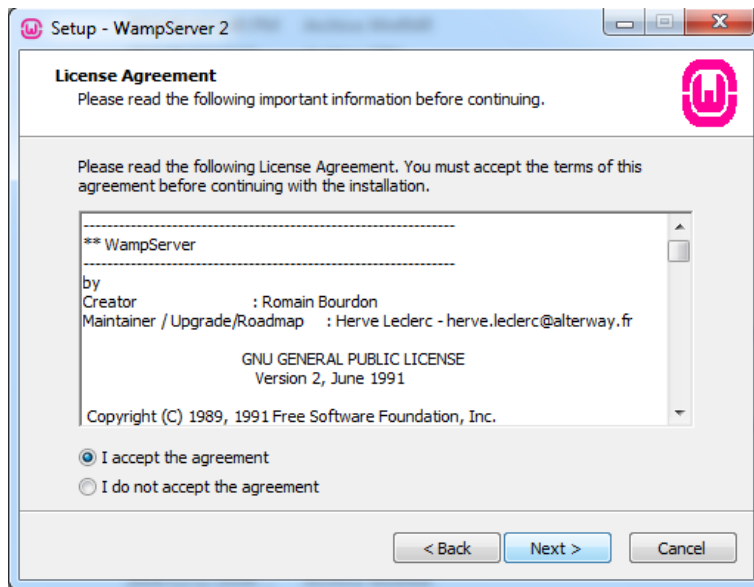 Setup - WampServer 2
License Agreement
Please read the following important information before continuing.
Please read the following License Agreement. You must accept the terms of this
agreement before continuing with the installation.
------------------------------------------------------------
** WampServer
------------------------------------------------------------
by
Creator : Romain Bourdon
Maintainer / Upgrade/Roadmap : Herve Leclerc - herve.leclerc@alterway.fr
GNU GENERAL PUBLIC LICENSE
Version 2, June 1991
Copyright (C) 1989, 1991 Free Software Foundation, Inc.
I accept the agreement
I do not accept the agreement
< Back Next > Cancel